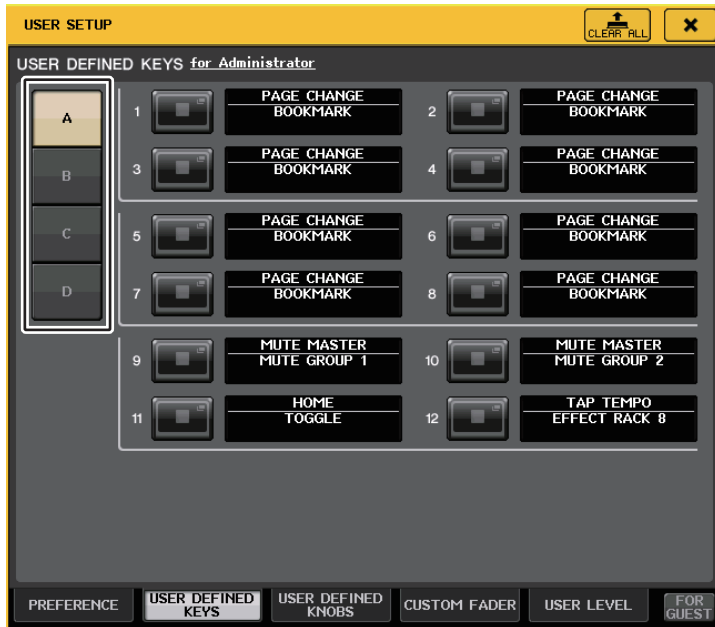 USER SETUP
CLEAR ALL
USER DEFINED KEYS for Administrator
A
B
C
D
1
PAGE CHANGE
BOOKMARK
2
PAGE CHANGE
BOOKMARK
3
PAGE CHANGE
BOOKMARK
4
PAGE CHANGE
BOOKMARK
5
PAGE CHANGE
BOOKMARK
6
PAGE CHANGE
BOOKMARK
7
PAGE CHANGE
BOOKMARK
8
PAGE CHANGE
BOOKMARK
9
MUTE MASTER
MUTE GROUP 1
10
MUTE MASTER
MUTE GROUP 2
11
HOME
TOGGLE
12
TAP TEMPO
EFFECT RACK 8
PREFERENCE
USER DEFINED
KEYS
USER DEFINED
KNOBS
CUSTOM FADER
USER LEVEL
FOR
GUEST